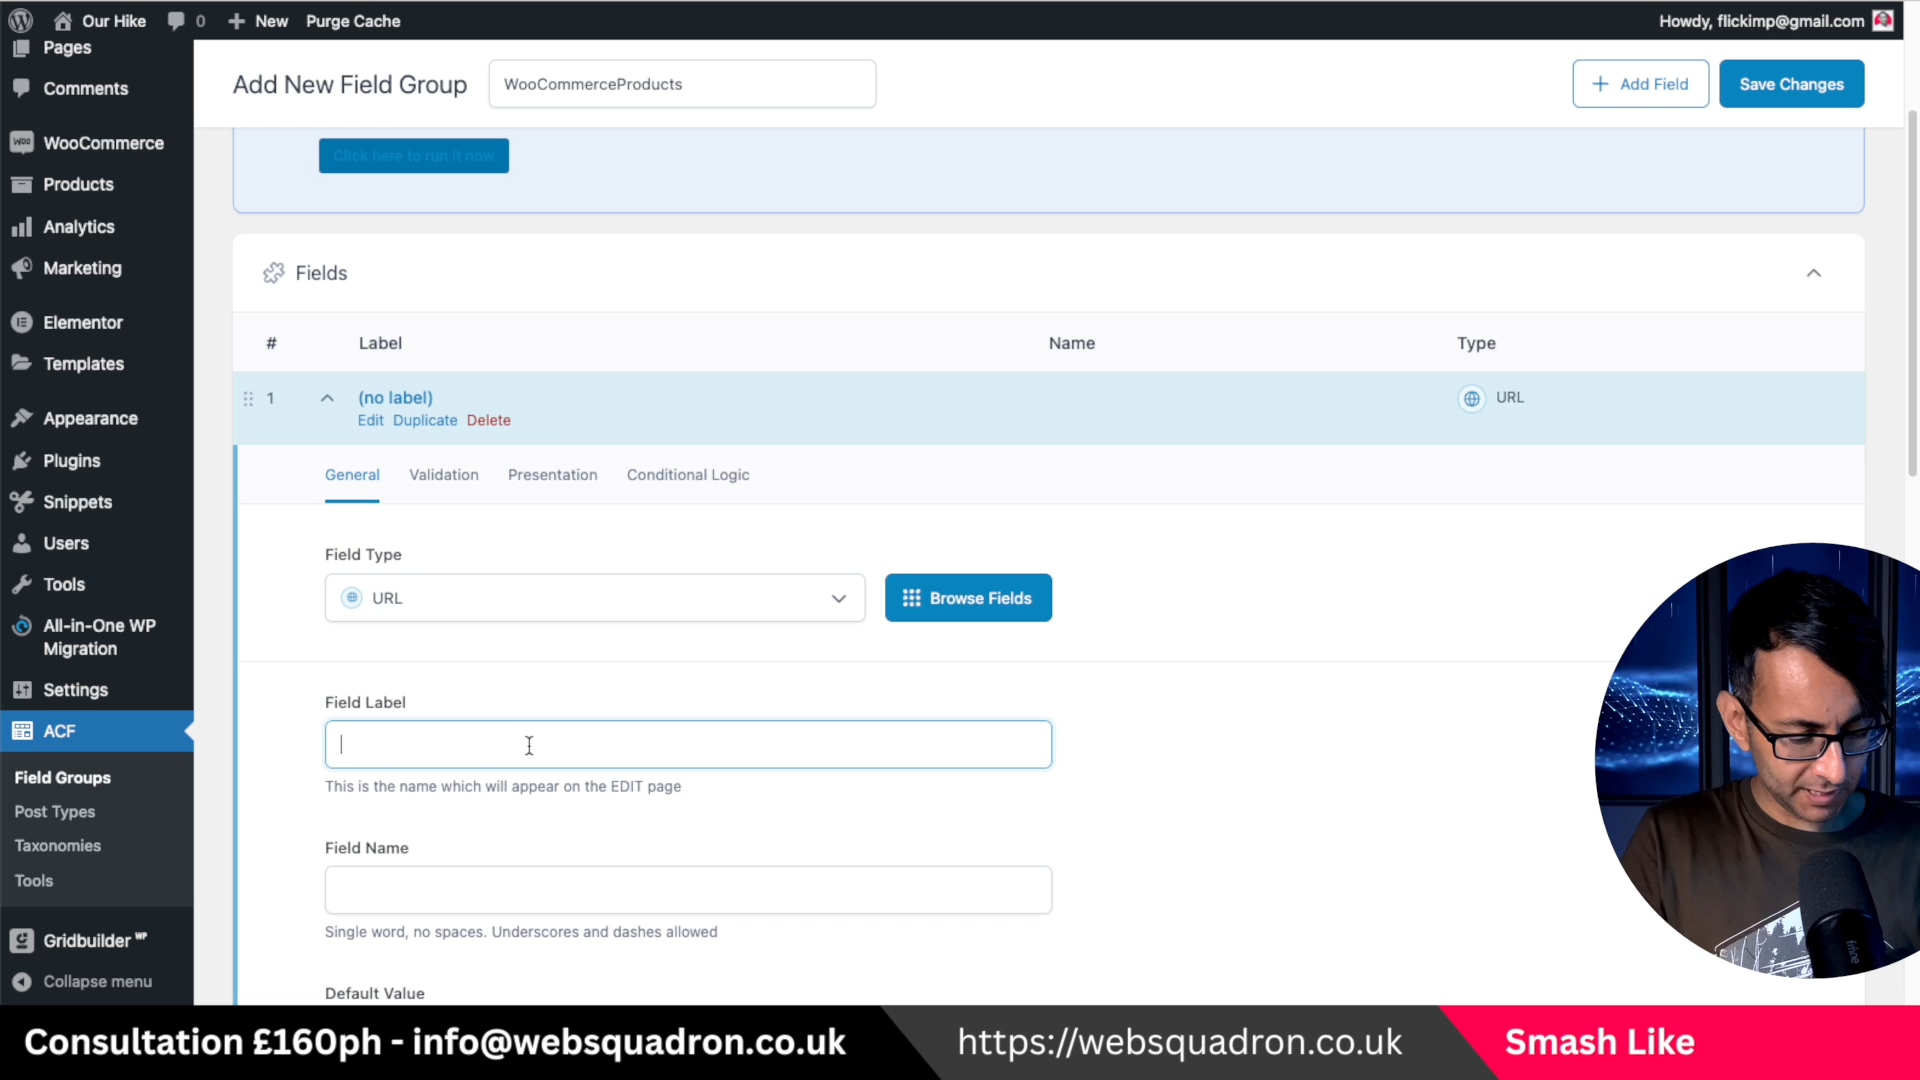 Our Hike 0 New Purge Cache Howdy, flickimp@gmail.com
Pages
Comments
WooCommerce
Products
Analytics
Marketing
Elementor
Templates
Appearance
Plugins
Snippets
Users
Tools
All-in-One WP
Migration
Settings
ACF
Field Groups
Post Types
Taxonomies
Tools
Gridbuilder WP
Collapse menu
Add New Field Group WooCommerceProducts Add Field Save Changes
Click here to run it now
Fields
# Label Name Type
1 (no label) URL
Edit Duplicate Delete
General Validation Presentation Conditional Logic
Field Type
URL Browse Fields
Field Label
This is the name which will appear on the EDIT page
Field Name
Single word, no spaces. Underscores and dashes allowed
Default Value
Consultation £160ph - info@websquadron.co.uk https://websquadron.co.uk Smash Like